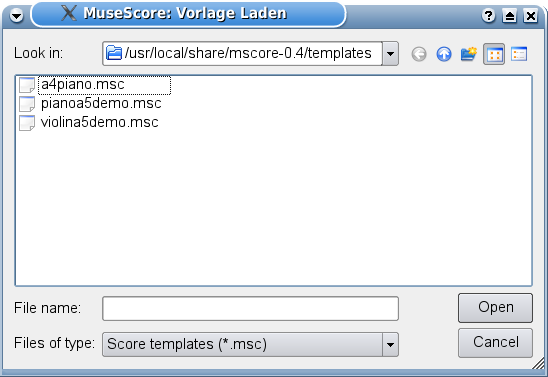 MuseScore: Vorlage Laden
Look in: /usr/local/share/mscore-0.4/templates
a4piano.msc
pianoa5demo.msc
violina5demo.msc
File name: Open
Files of type: Score templates (*.msc) Cancel